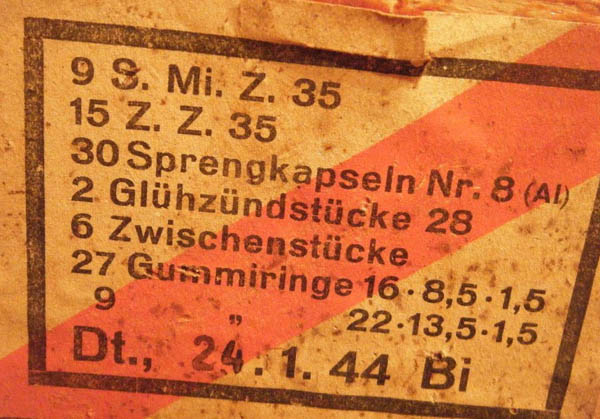 9 S. Mi. Z. 35
15 Z. Z. 35
30 Sprengkapseln Nr. 8 (Al)
2 Glühzündstücke 28
6 Zwischenstücke
27 Gummiringe 16·8,5·1,5
9 „ 22·13,5·1,5
Dt., 24. 1. 44 Bi